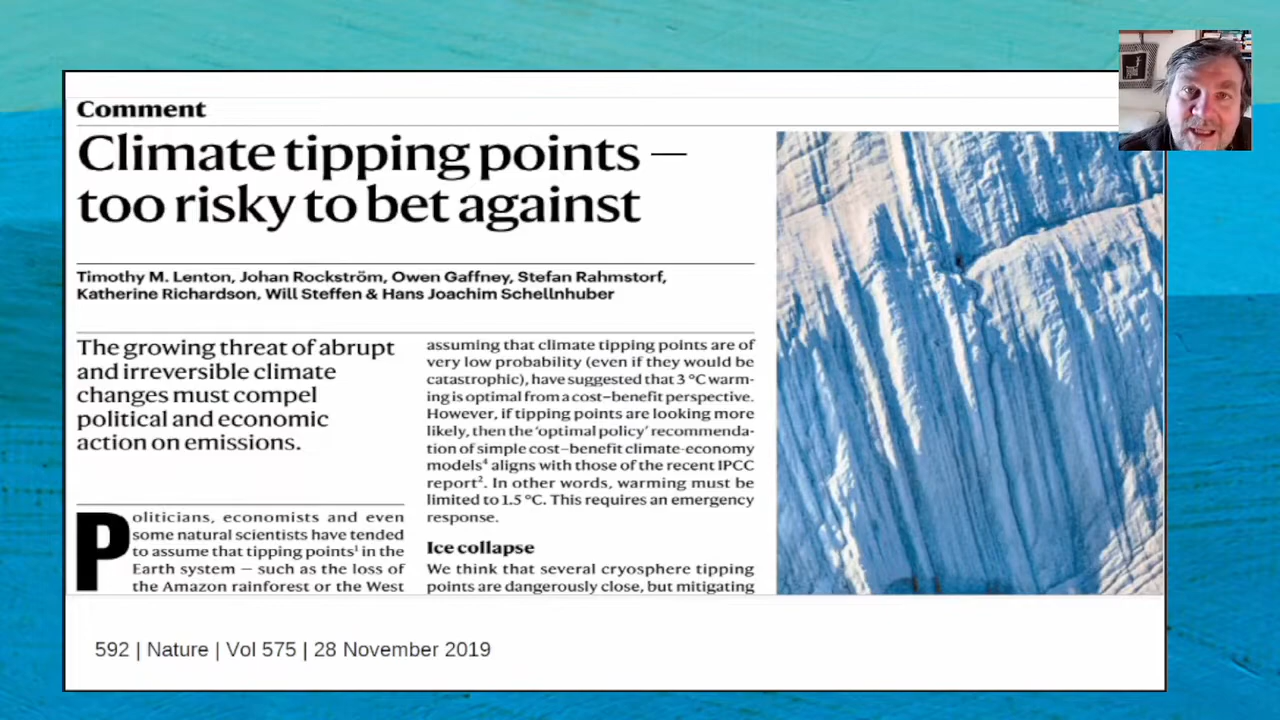 Comment
Climate tipping points —
too risky to bet against
Timothy M. Lenton, Johan Rockström, Owen Gaffney, Stefan Rahmstorf,
Katherine Richardson, Will Steffen & Hans Joachim Schellnhuber
The growing threat of abrupt
and irreversible climate
changes must compel
political and economic
action on emissions.
Politicians, economists and even
some natural scientists have tended
to assume that tipping points¹ in the
Earth system — such as the loss of
the Amazon rainforest or the West
assuming that climate tipping points are of
very low probability (even if they would be
catastrophic), have suggested that 3 °C warm-
ing is optimal from a cost–benefit perspective.
However, if tipping points are looking more
likely, then the ‘optimal policy’ recommenda-
tion of simple cost–benefit climate-economy
models⁴ aligns with those of the recent IPCC
report². In other words, warming must be
limited to 1.5 °C. This requires an emergency
response.
Ice collapse
We think that several cryosphere tipping
points are dangerously close, but mitigating
592 | Nature | Vol 575 | 28 November 2019